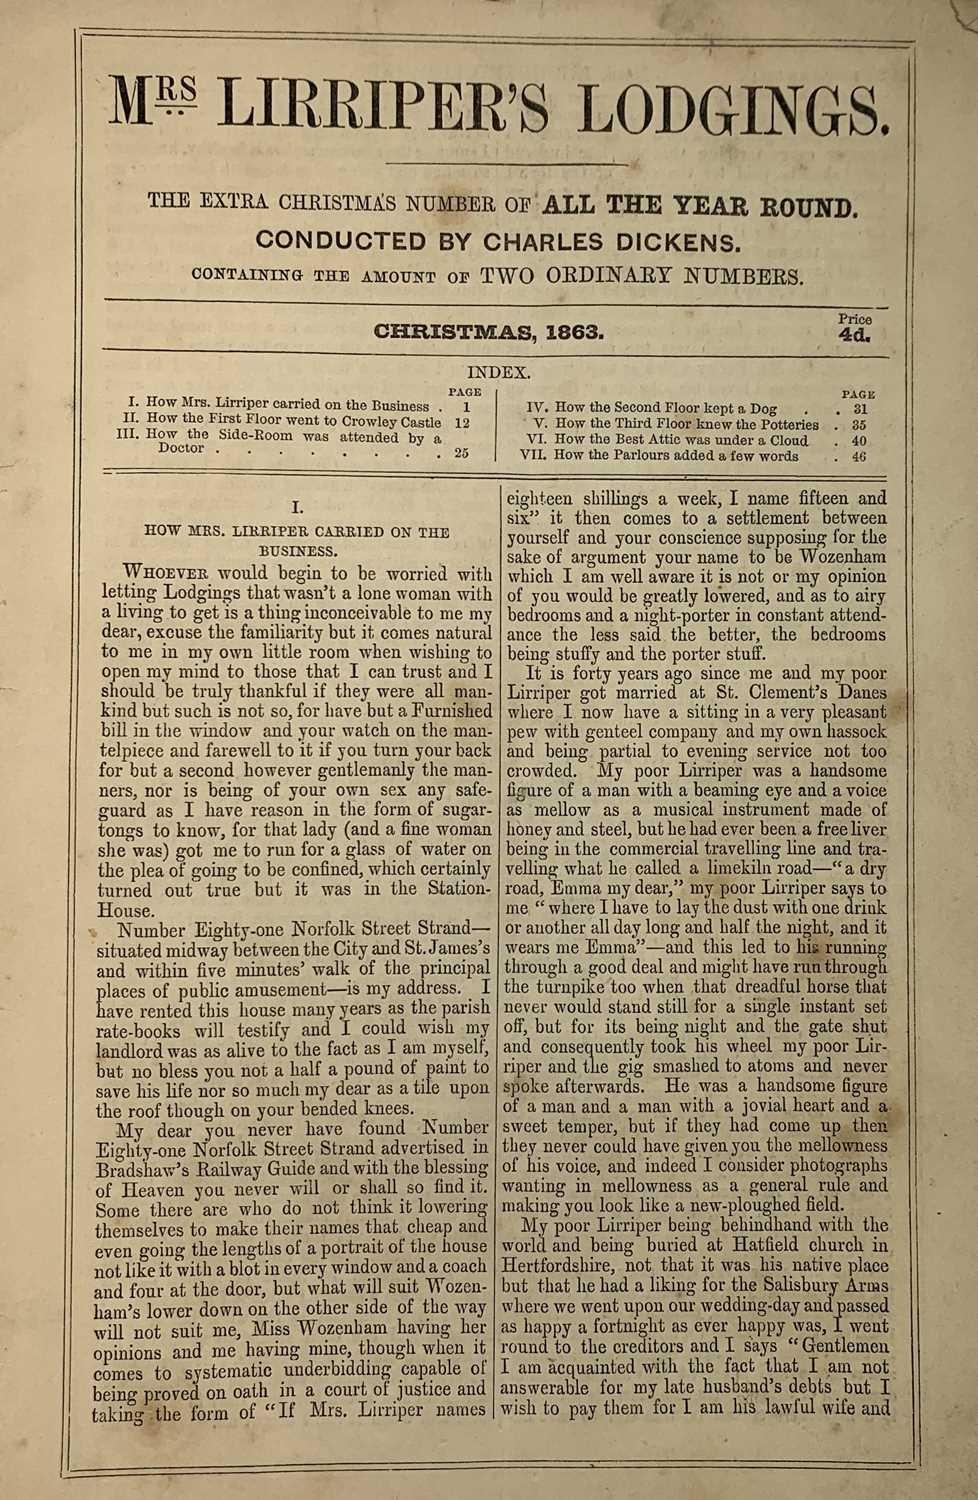 MRS LIRRIPER'S LODGINGS.
THE EXTRA CHRISTMAS NUMBER OF ALL THE YEAR ROUND.
CONDUCTED BY CHARLES DICKENS.
CONTAINING THE AMOUNT OF TWO ORDINARY NUMBERS.
CHRISTMAS, 1863.
Price
4d.
INDEX.
PAGE
I. How Mrs. Lirriper carried on the Business . 1
II. How the First Floor went to Crowley Castle 12
III. How the Side-Room was attended by a
Doctor . . . . . . . . 25
PAGE
IV. How the Second Floor kept a Dog . . 31
V. How the Third Floor knew the Potteries . 35
VI. How the Best Attic was under a Cloud . 40
VII. How the Parlours added a few words . 46
I.
HOW MRS. LIRRIPER CARRIED ON THE
BUSINESS.
WHOEVER would begin to be worried with
letting Lodgings that wasn't a lone woman with
a living to get is a thing inconceivable to me my
dear, excuse the familiarity but it comes natural
to me in my own little room when wishing to
open my mind to those that I can trust and I
should be truly thankful if they were all man-
kind but such is not so, for have but a Furnished
bill in the window and your watch on the man-
telpiece and farewell to it if you turn your back
for but a second however gentlemanly the man-
ners, nor is being of your own sex any safe-
guard as I have reason in the form of sugar-
tongs to know, for that lady (and a fine woman
she was) got me to run for a glass of water on
the plea of going to be confined, which certainly
turned out true but it was in the Station-
House.
Number Eighty-one Norfolk Street Strand—
situated midway between the City and St. James's
and within five minutes' walk of the principal
places of public amusement—is my address. I
have rented this house many years as the parish
rate-books will testify and I could wish my
landlord was as alive to the fact as I am myself,
but no bless you not a half a pound of paint to
save his life nor so much my dear as a tile upon
the roof though on your bended knees.
My dear you never have found Number
Eighty-one Norfolk Street Strand advertised in
Bradshaw's Railway Guide and with the blessing
of Heaven you never will or shall so find it.
Some there are who do not think it lowering
themselves to make their names that cheap and
even going the lengths of a portrait of the house
not like it with a blot in every window and a coach
and four at the door, but what will suit Wozen-
ham's lower down on the other side of the way
will not suit me, Miss Wozenham having her
opinions and me having mine, though when it
comes to systematic underbidding capable of
being proved on oath in a court of justice and
taking the form of "If Mrs. Lirriper names
eighteen shillings a week, I name fifteen and
six" it then comes to a settlement between
yourself and your conscience supposing for the
sake of argument your name to be Wozenham
which I am well aware it is not or my opinion
of you would be greatly lowered, and as to airy
bedrooms and a night-porter in constant attend-
ance the less said the better, the bedrooms
being stuffy and the porter stuff.
It is forty years ago since me and my poor
Lirriper got married at St. Clement's Danes
where I now have a sitting in a very pleasant
pew with genteel company and my own hassock
and being partial to evening service not too
crowded. My poor Lirriper was a handsome
figure of a man with a beaming eye and a voice
as mellow as a musical instrument made of
honey and steel, but he had ever been a free liver
being in the commercial travelling line and tra-
velling what he called a limekiln road—"a dry
road, Emma my dear," my poor Lirriper says to
me "where I have to lay the dust with one drink
or another all day long and half the night, and it
wears me Emma"—and this led to his running
through a good deal and might have run through
the turnpike too when that dreadful horse that
never would stand still for a single instant set
off, but for its being night and the gate shut
and consequently took his wheel my poor Lir-
riper and the gig smashed to atoms and never
spoke afterwards. He was a handsome figure
of a man and a man with a jovial heart and a
sweet temper, but if they had come up then
they never could have given you the mellowness
of his voice, and indeed I consider photographs
wanting in mellowness as a general rule and
making you look like a new-ploughed field.
My poor Lirriper being behindhand with the
world and being buried at Hatfield church in
Hertfordshire, not that it was his native place
but that he had a liking for the Salisbury Arms
where we went upon our wedding-day and passed
as happy a fortnight as ever happy was, I went
round to the creditors and I says "Gentlemen
I am acquainted with the fact that I am not
answerable for my late husband's debts but I
wish to pay them for I am his lawful wife and